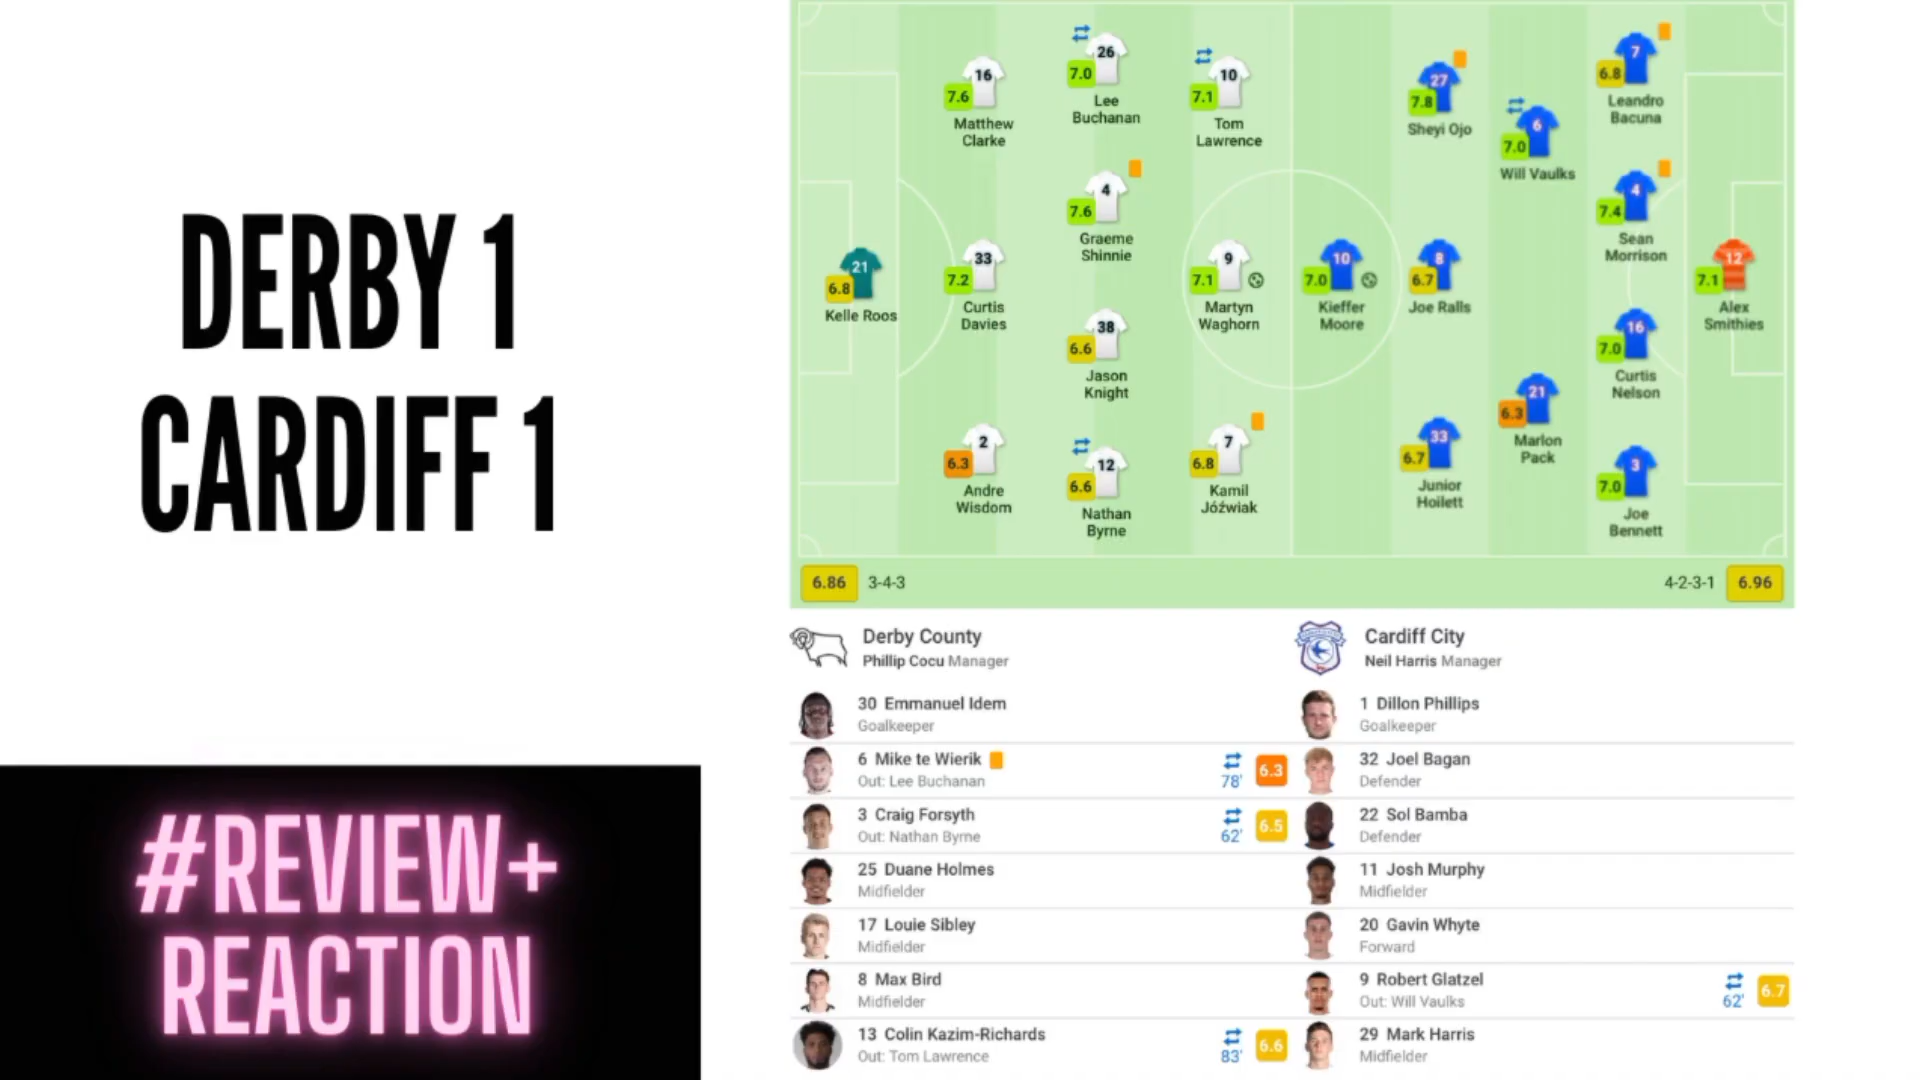 DERBY 1
CARDIFF 1
#REVIEW+
REACTION
21
6.8
Kelle Roos
16
7.6
Matthew
Clarke
33
7.2
Curtis
Davies
2
6.3
Andre
Wisdom
26
7.0
Lee
Buchanan
4
7.6
Graeme
Shinnie
38
6.6
Jason
Knight
12
6.6
Nathan
Byrne
10
7.1
Tom
Lawrence
9
7.1
Martyn
Waghorn
7
6.8
Kamil
Jóźwiak
10
7.0
Kieffer
Moore
27
7.8
Sheyi Ojo
8
6.7
Joe Ralls
33
6.7
Junior
Hoilett
6
7.0
Will Vaulks
21
6.3
Marlon
Pack
7
6.8
Leandro
Bacuna
4
7.4
Sean
Morrison
16
7.0
Curtis
Nelson
3
7.0
Joe
Bennett
12
7.1
Alex
Smithies
6.86 3-4-3
4-2-3-1 6.96
Derby County
Phillip Cocu Manager
30 Emmanuel Idem
Goalkeeper
6 Mike te Wierik
Out: Lee Buchanan
78' 6.3
3 Craig Forsyth
Out: Nathan Byrne
62' 6.5
25 Duane Holmes
Midfielder
17 Louie Sibley
Midfielder
8 Max Bird
Midfielder
13 Colin Kazim-Richards
Out: Tom Lawrence
83' 6.6
Cardiff City
Neil Harris Manager
1 Dillon Phillips
Goalkeeper
32 Joel Bagan
Defender
22 Sol Bamba
Defender
11 Josh Murphy
Midfielder
20 Gavin Whyte
Forward
9 Robert Glatzel
Out: Will Vaulks
62' 6.7
29 Mark Harris
Midfielder